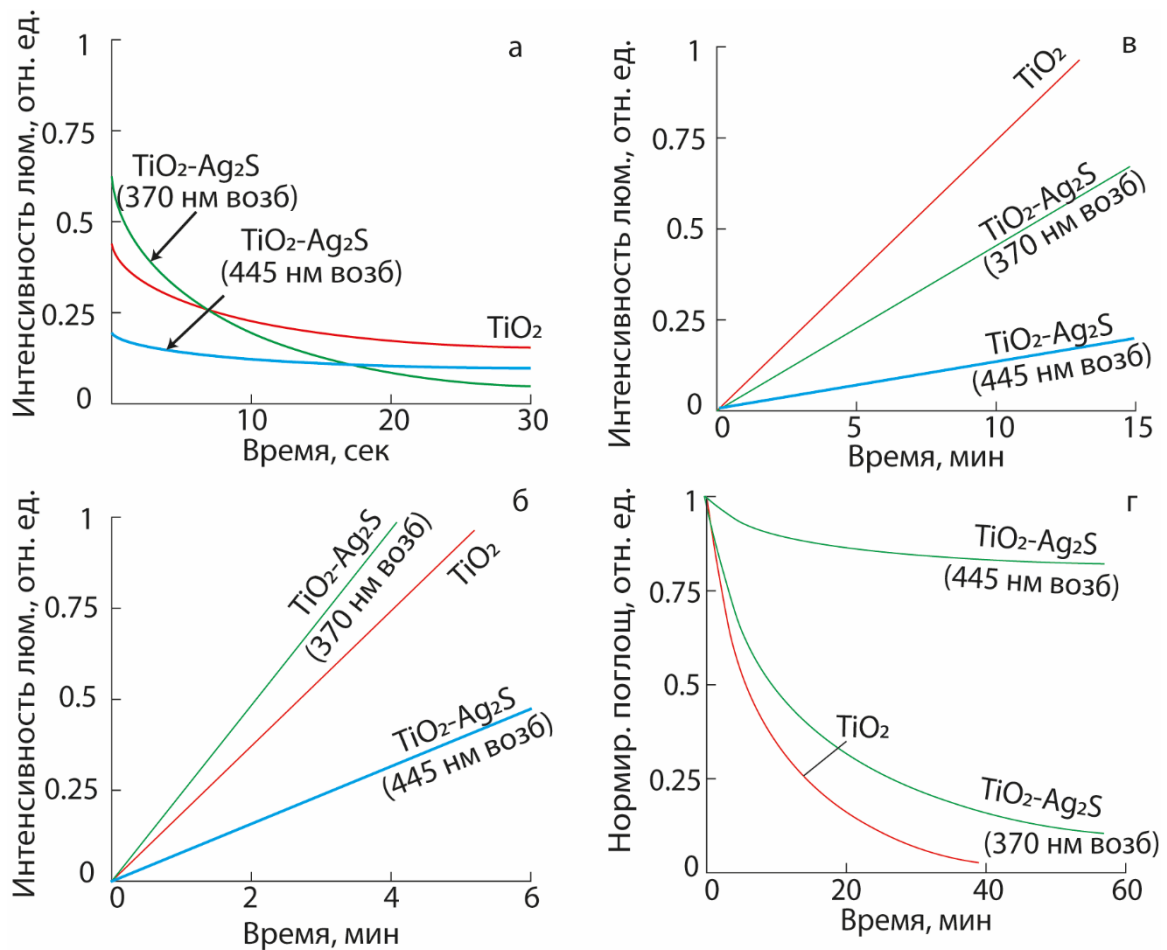 а
Интенсивность люм., отн. ед.
1
0.75
0.5
0.25
0
TiO₂-Ag₂S
(370 нм возб)
TiO₂-Ag₂S
(445 нм возб)
TiO₂
10
20
30
Время, сек
в
Интенсивность люм., отн. ед.
1
0.75
0.5
0.25
0
TiO₂
TiO₂-Ag₂S
(370 нм возб)
TiO₂-Ag₂S
(445 нм возб)
0
5
10
15
Время, мин
б
Интенсивность люм., отн. ед.
1
0.75
0.5
0.25
0
TiO₂-Ag₂S
(370 нм возб)
TiO₂
TiO₂-Ag₂S
(445 нм возб)
0
2
4
6
Время, мин
г
Нормир. поглощ, отн. ед.
1
0.75
0.5
0.25
0
TiO₂-Ag₂S
(445 нм возб)
TiO₂
TiO₂-Ag₂S
(370 нм возб)
0
20
40
60
Время, мин